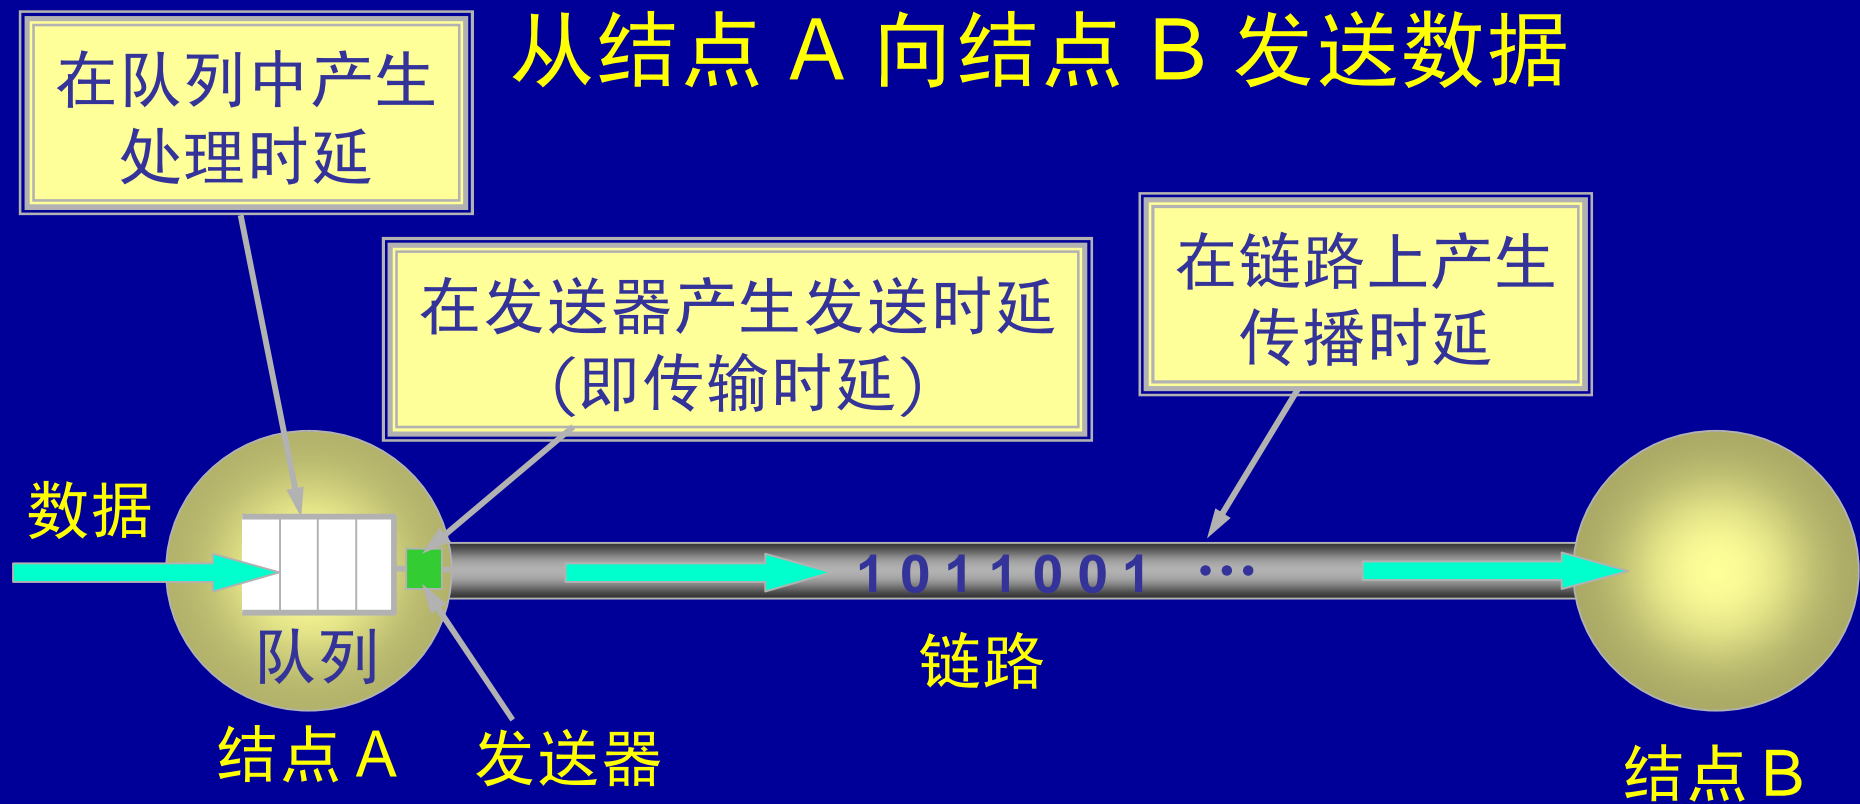 从结点 A 向结点 B 发送数据
在队列中产生
处理时延
在发送器产生发送时延
（即传输时延）
在链路上产生
传播时延
数据
1 0 1 1 0 0 1 …
队列
链路
结点 A
发送器
结点 B